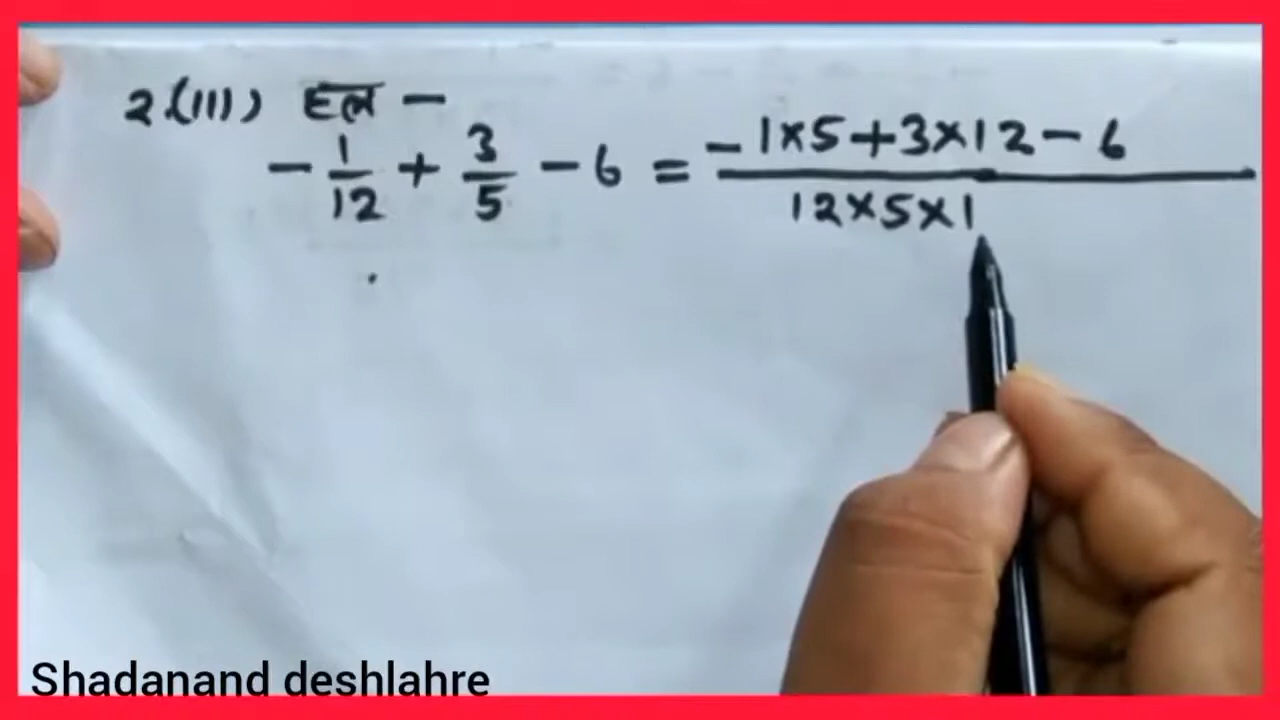 2(iii) हल -
- 1/12 + 3/5 - 6 = - 1×5+3×12- 6 / 12×5×1
Shadanand deshlahre